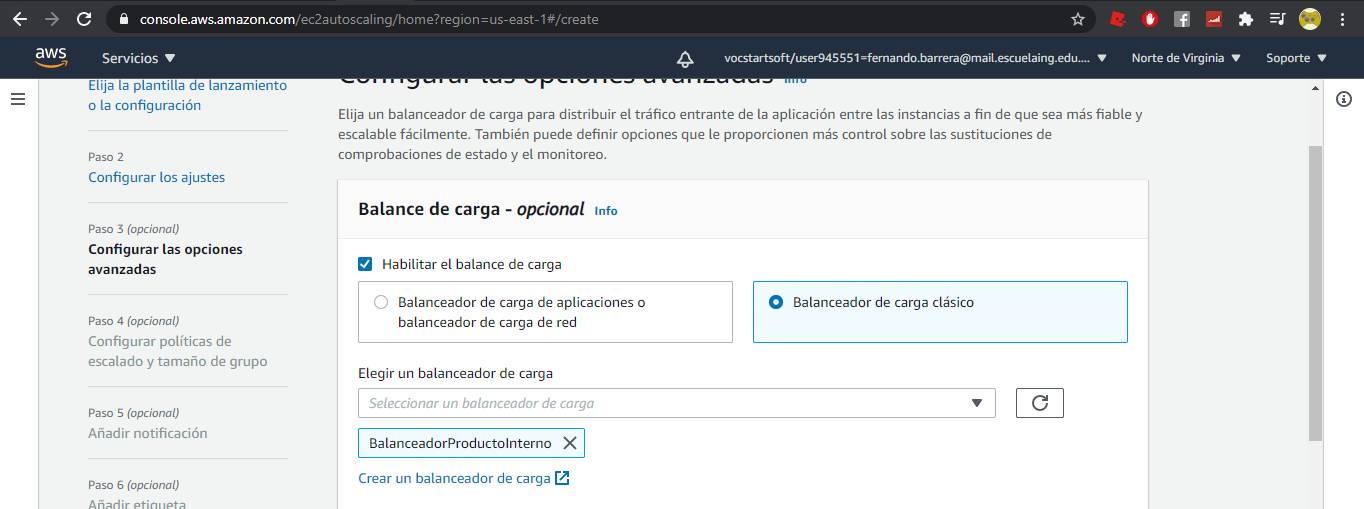 console.aws.amazon.com/ec2autoscaling/home?region=us-east-1#/create
aws
Servicios
vocstartsoft/user945551=fernando.barrera@mail.escuelaing.edu....
Norte de Virginia
Soporte
Elija la plantilla de lanzamiento
o la configuración
Paso 2
Configurar los ajustes
Paso 3 (opcional)
Configurar las opciones
avanzadas
Paso 4 (opcional)
Configurar políticas de
escalado y tamaño de grupo
Paso 5 (opcional)
Añadir notificación
Paso 6 (opcional)
Añadir etiqueta
Configurar las opciones avanzadas Info
Elija un balanceador de carga para distribuir el tráfico entrante de la aplicación entre las instancias a fin de que sea más fiable y
escalable fácilmente. También puede definir opciones que le proporcionen más control sobre las sustituciones de
comprobaciones de estado y el monitoreo.
Balance de carga - opcional Info
Habilitar el balance de carga
Balanceador de carga de aplicaciones o
balanceador de carga de red
Balanceador de carga clásico
Elegir un balanceador de carga
Seleccionar un balanceador de carga
BalanceadorProductoInterno
Crear un balanceador de carga